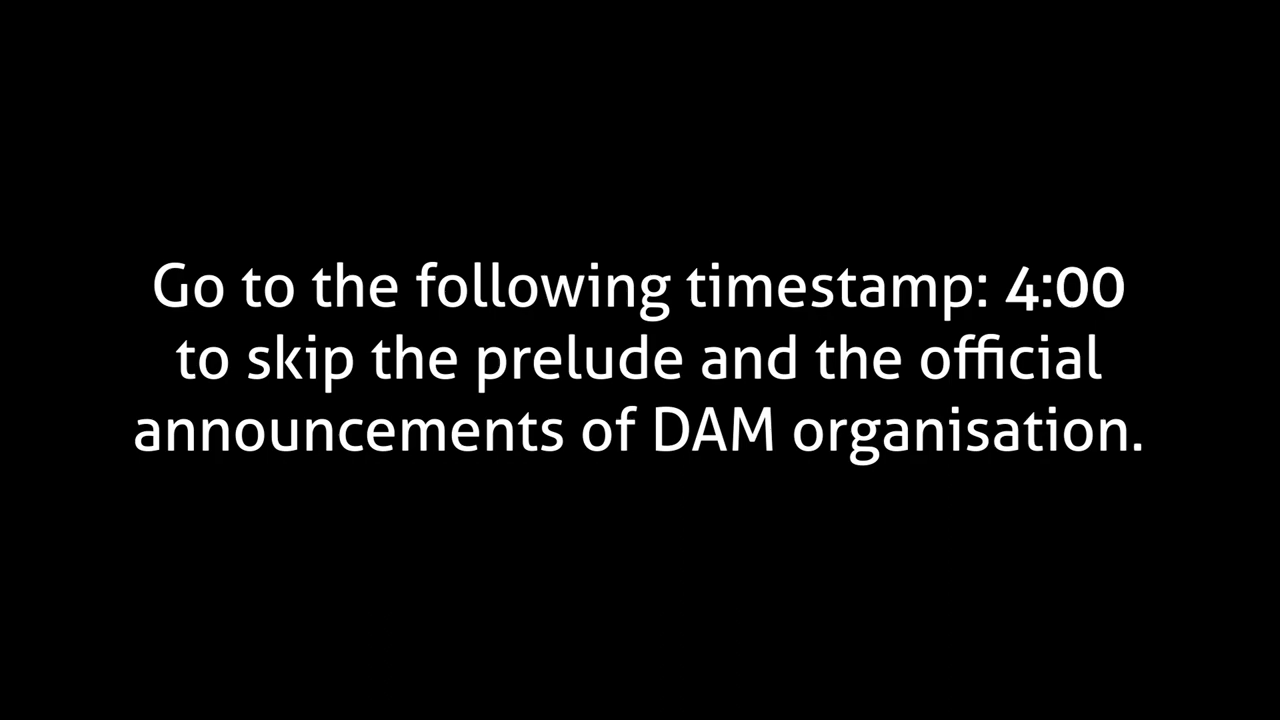 Go to the following timestamp: 4:00
to skip the prelude and the official
announcements of DAM organisation.